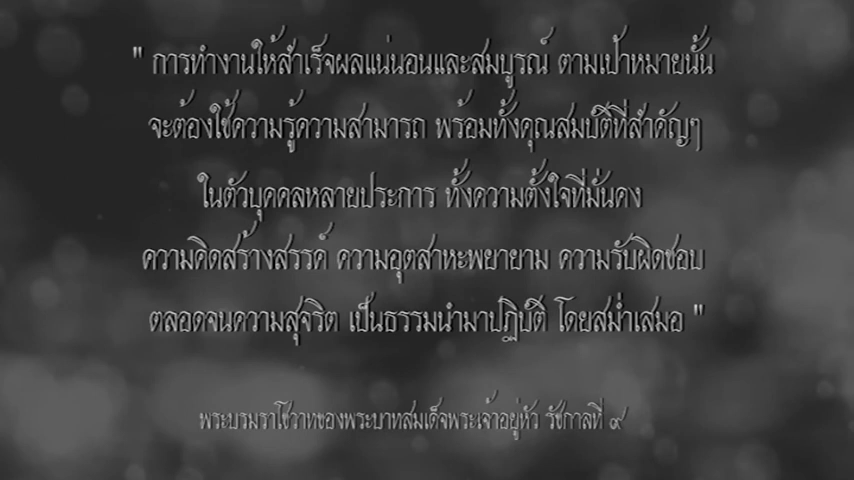 " การทำงานให้สำเร็จผลแน่นอนและสมบูรณ์ ตามเป้าหมายนั้น
จะต้องใช้ความรู้ความสามารถ พร้อมทั้งคุณสมบัติที่สำคัญๆ
ในตัวบุคคลหลายประการ ทั้งความตั้งใจที่มั่นคง
ความคิดสร้างสรรค์ ความอุตสาหะพยายาม ความรับผิดชอบ
ตลอดจนความสุจริต เป็นธรรมนำมาปฏิบัติ โดยสม่ำเสมอ "
พระบรมราโชวาทของพระบาทสมเด็จพระเจ้าอยู่หัว รัชกาลที่ ๙